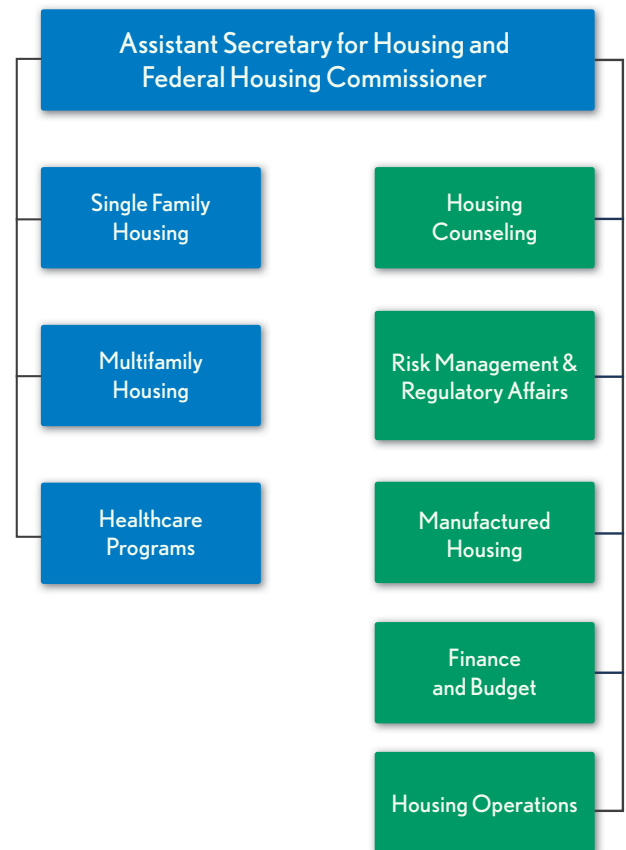 Assistant Secretary for Housing and
Federal Housing Commissioner
Single Family
Housing
Housing
Counseling
Multifamily
Housing
Risk Management &
Regulatory Affairs
Healthcare
Programs
Manufactured
Housing
Finance
and Budget
Housing Operations